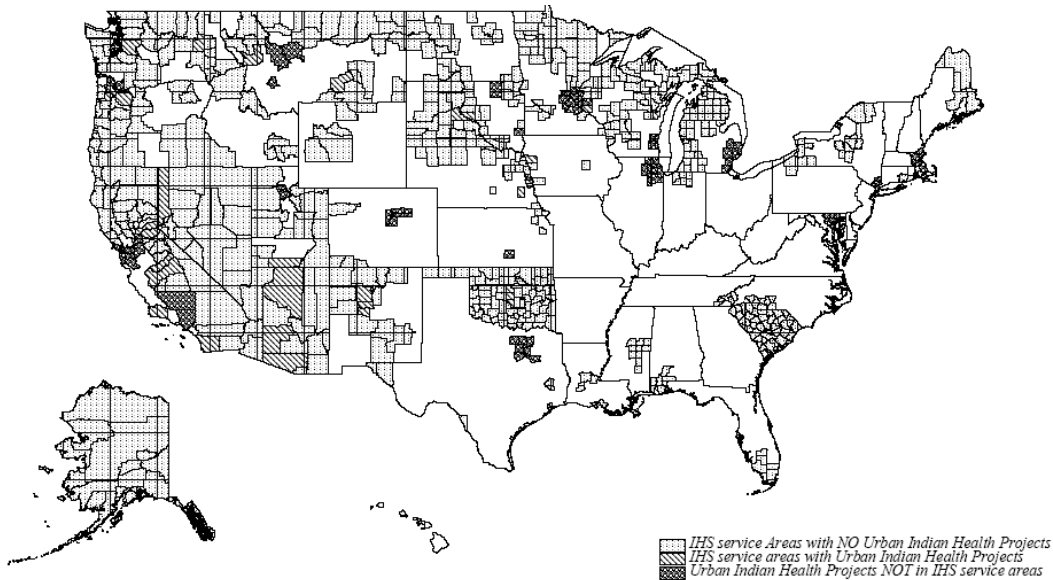 IHS service Areas with NO Urban Indian Health Projects
IHS service areas with Urban Indian Health Projects
Urban Indian Health Projects NOT in IHS service areas